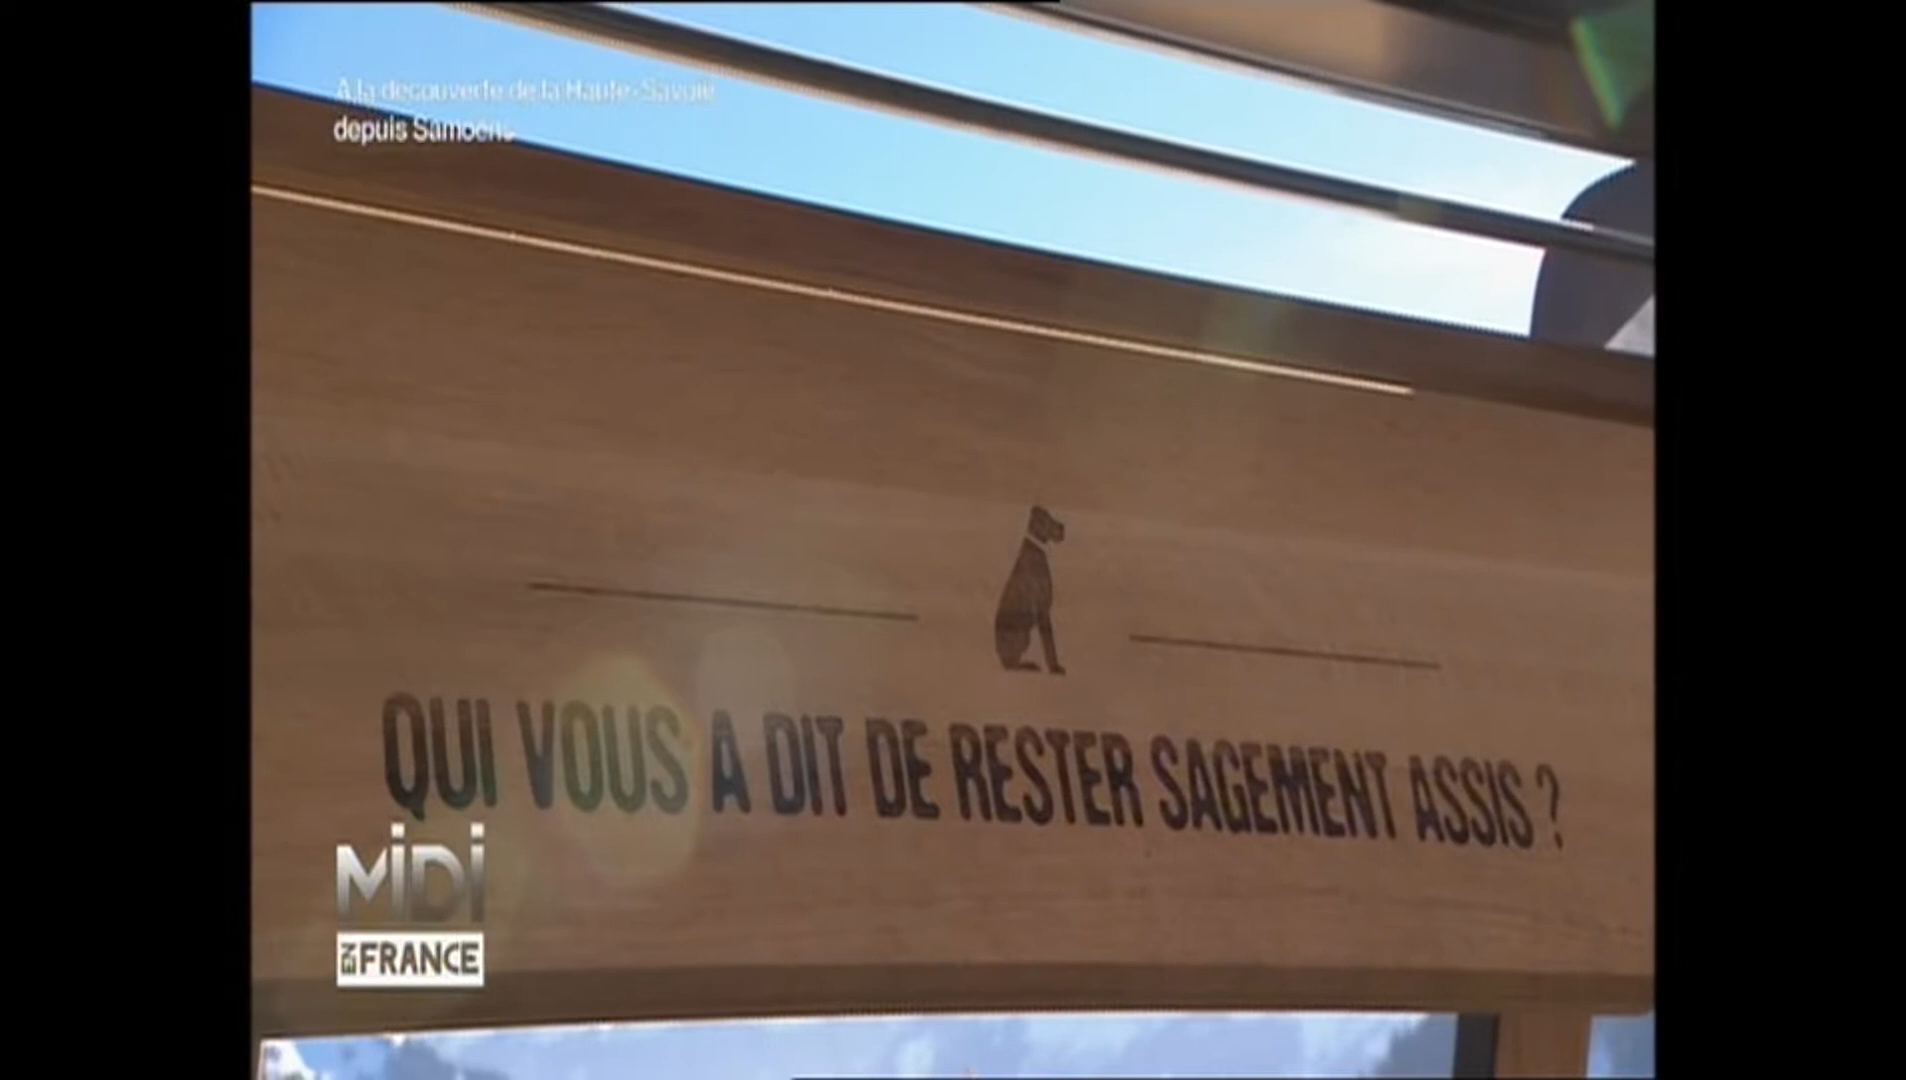 A la découverte de la Haute-Savoie
depuis Samoëns
QUI VOUS A DIT DE RESTER SAGEMENT ASSIS ?
MiDi
EN FRANCE